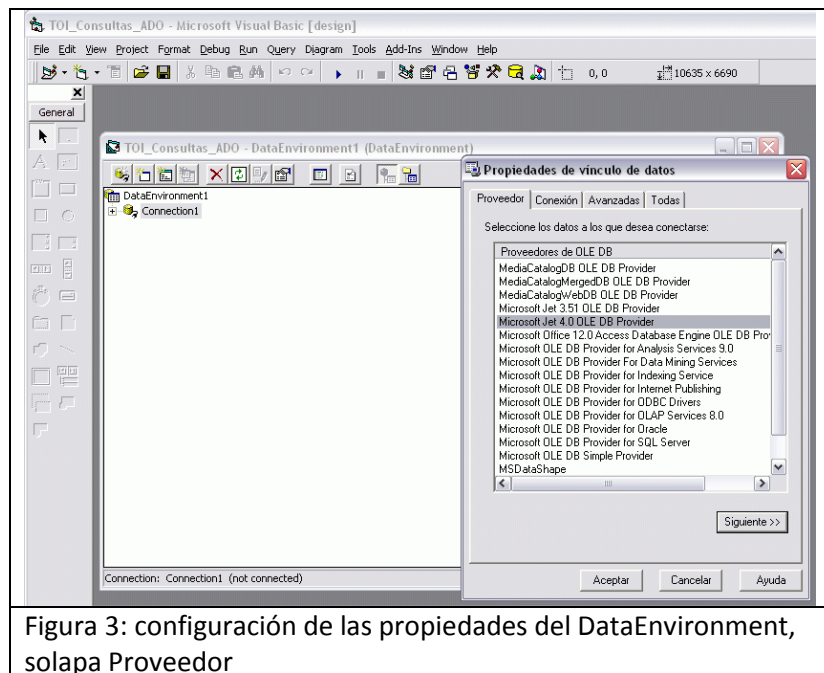 TOI_Consultas_ADO - Microsoft Visual Basic [design]
File Edit View Project Format Debug Run Query Diagram Tools Add-Ins Window Help
0, 0 10635 x 6690
General
TOI_Consultas_ADO - DataEnvironment1 (DataEnvironment)
DataEnvironment1
Connection1
Connection: Connection1 (not connected)
Propiedades de vínculo de datos
Proveedor Conexión Avanzadas Todas
Seleccione los datos a los que desea conectarse:
Proveedores de OLE DB
MediaCatalogDB OLE DB Provider
MediaCatalogMergedDB OLE DB Provider
MediaCatalogWebDB OLE DB Provider
Microsoft Jet 3.51 OLE DB Provider
Microsoft Jet 4.0 OLE DB Provider
Microsoft Office 12.0 Access Database Engine OLE DB Pro
Microsoft OLE DB Provider for Analysis Services 9.0
Microsoft OLE DB Provider For Data Mining Services
Microsoft OLE DB Provider for Indexing Service
Microsoft OLE DB Provider for Internet Publishing
Microsoft OLE DB Provider for ODBC Drivers
Microsoft OLE DB Provider for OLAP Services 8.0
Microsoft OLE DB Provider for Oracle
Microsoft OLE DB Provider for SQL Server
Microsoft OLE DB Simple Provider
MSDataShape
Siguiente >>
Aceptar Cancelar Ayuda
Figura 3: configuración de las propiedades del DataEnvironment,
solapa Proveedor